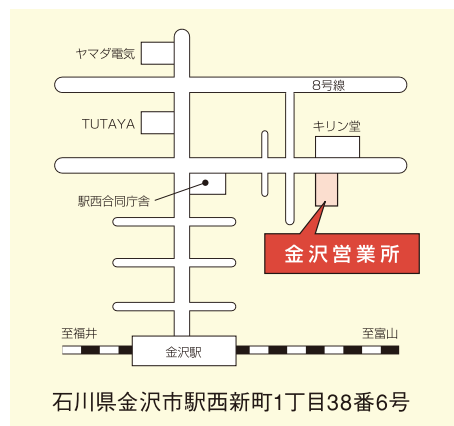 ヤマダ電気
8号線
TUTAYA
キリン堂
駅西合同庁舎
金沢営業所
至福井
至富山
金沢駅
石川県金沢市駅西新町1丁目38番6号